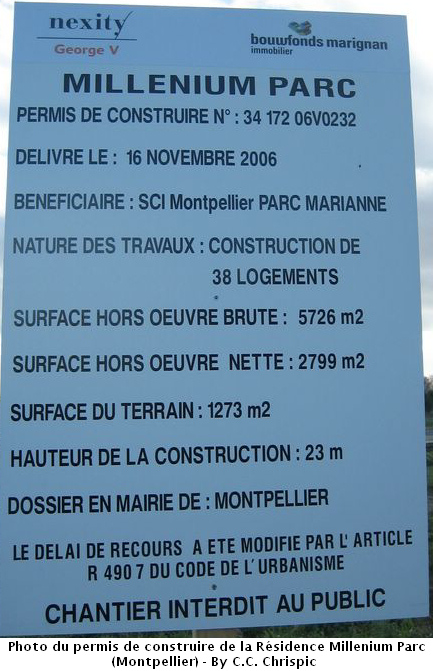 nexity
George V
bouwfonds marignan
immobilier
MILLENIUM PARC
PERMIS DE CONSTRUIRE N° : 34 172 06V0232
DELIVRE LE : 16 NOVEMBRE 2006
BENEFICIAIRE : SCI Montpellier PARC MARIANNE
NATURE DES TRAVAUX : CONSTRUCTION DE
38 LOGEMENTS
SURFACE HORS OEUVRE BRUTE : 5726 m2
SURFACE HORS OEUVRE NETTE : 2799 m2
SURFACE DU TERRAIN : 1273 m2
HAUTEUR DE LA CONSTRUCTION : 23 m
DOSSIER EN MAIRIE DE : MONTPELLIER
LE DELAI DE RECOURS A ETE MODIFIE PAR L' ARTICLE
R 490 7 DU CODE DE L' URBANISME
CHANTIER INTERDIT AU PUBLIC
Photo du permis de construire de la Résidence Millenium Parc
(Montpellier) - By C.C. Chrispic